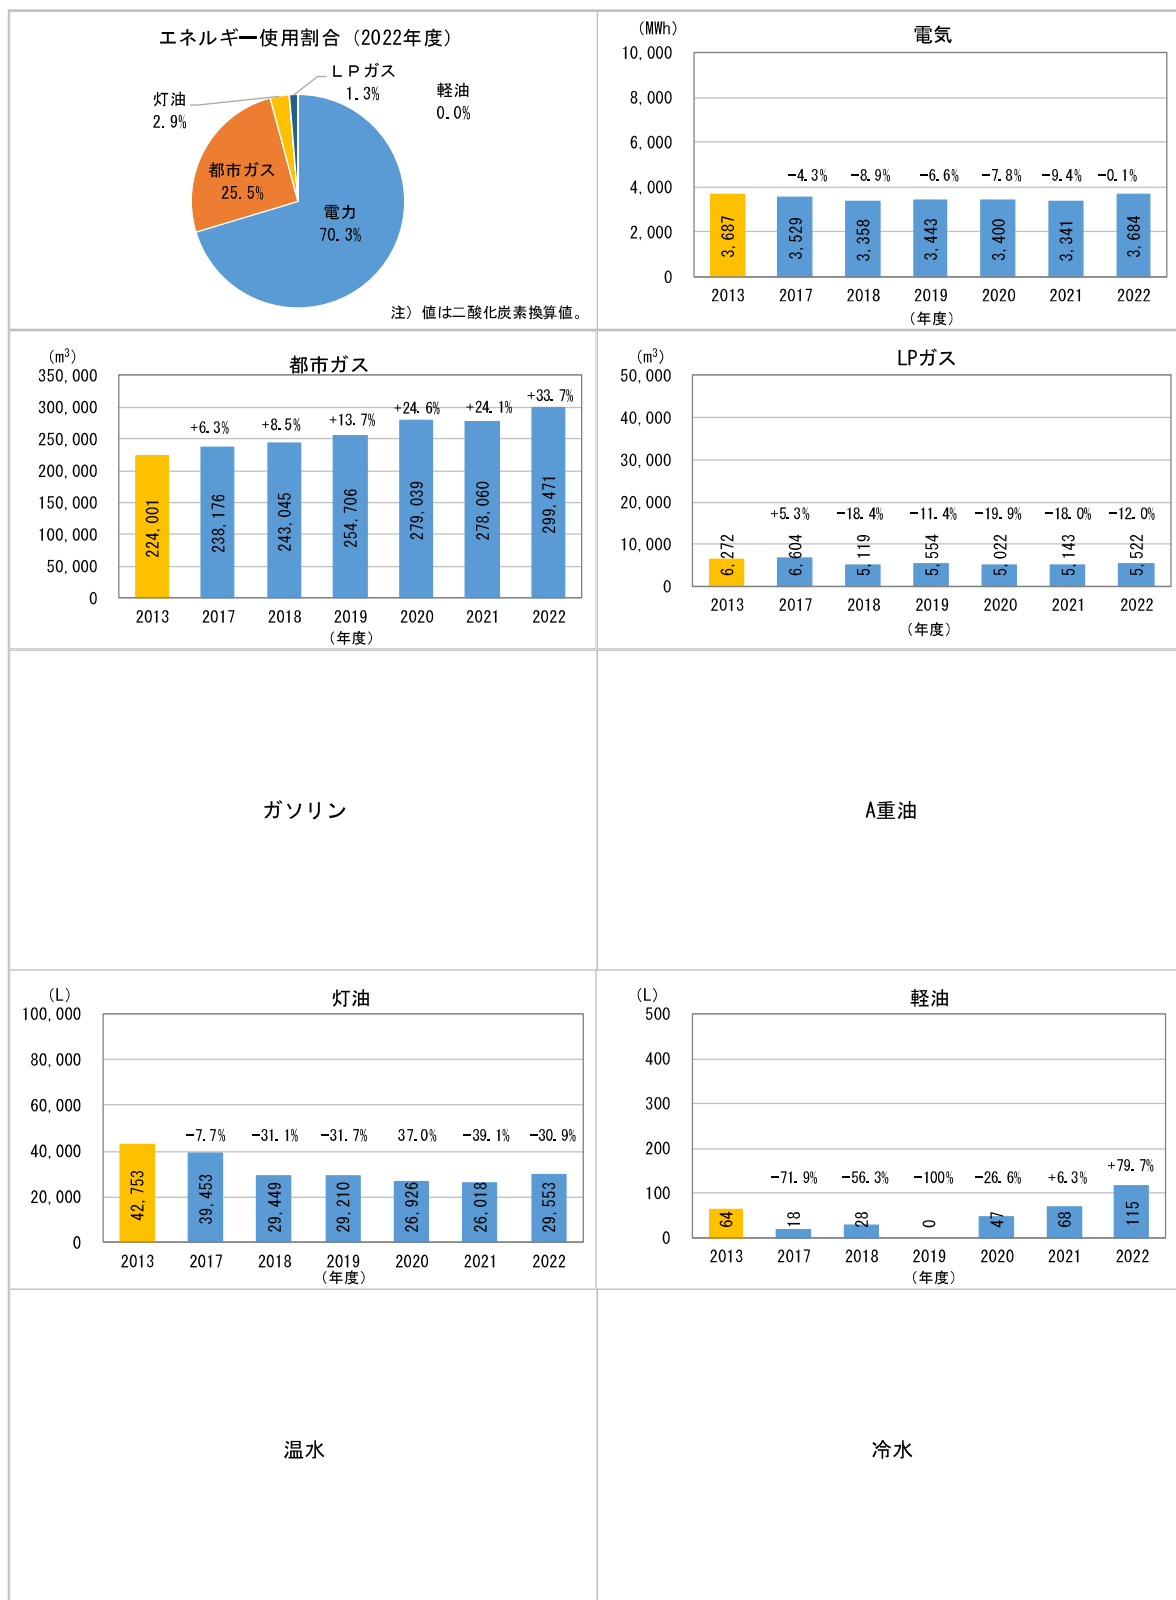 エネルギー使用割合（2022年度）
ＬＰガス
1.3%
軽油
0.0%
灯油
2.9%
都市ガス
25.5%
電力
70.3%
注）値は二酸化炭素換算値。
電気
（MWh）
10,000
8,000
6,000
4,000
2,000
0
-4.3% -8.9% -6.6% -7.8% -9.4% -0.1%
3,687 3,529 3,358 3,443 3,400 3,341 3,684
2013 2017 2018 2019 2020 2021 2022
（年度）
都市ガス
（m³）
350,000
300,000
250,000
200,000
150,000
100,000
50,000
0
+6.3% +8.5% +13.7% +24.6% +24.1% +33.7%
224,001 238,176 243,045 254,706 279,039 278,060 299,471
2013 2017 2018 2019 2020 2021 2022
（年度）
LPガス
（m³）
50,000
40,000
30,000
20,000
10,000
0
+5.3% -18.4% -11.4% -19.9% -18.0% -12.0%
6,272 6,604 5,119 5,554 5,022 5,143 5,522
2013 2017 2018 2019 2020 2021 2022
（年度）
ガソリン
A重油
灯油
（L）
100,000
80,000
60,000
40,000
20,000
0
-7.7% -31.1% -31.7% 37.0% -39.1% -30.9%
42,753 39,453 29,449 29,210 26,926 26,018 29,553
2013 2017 2018 2019 2020 2021 2022
（年度）
軽油
（L）
500
400
300
200
100
0
-71.9% -56.3% -100% -26.6% +6.3% +79.7%
64 18 28 0 47 68 115
2013 2017 2018 2019 2020 2021 2022
（年度）
温水
冷水